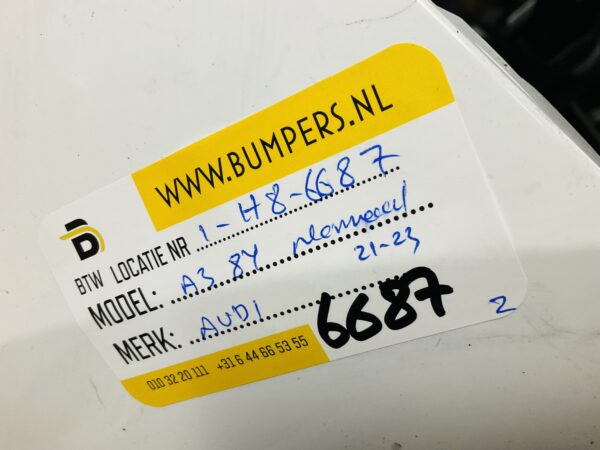 WWW.BUMPERS.NL
BTW LOCATIE NR 1-H8-6687
MODEL: A3 8Y
21-23
MERK: AUDI
6687
2
010 32 20 111 +31 6 44 66 53 55